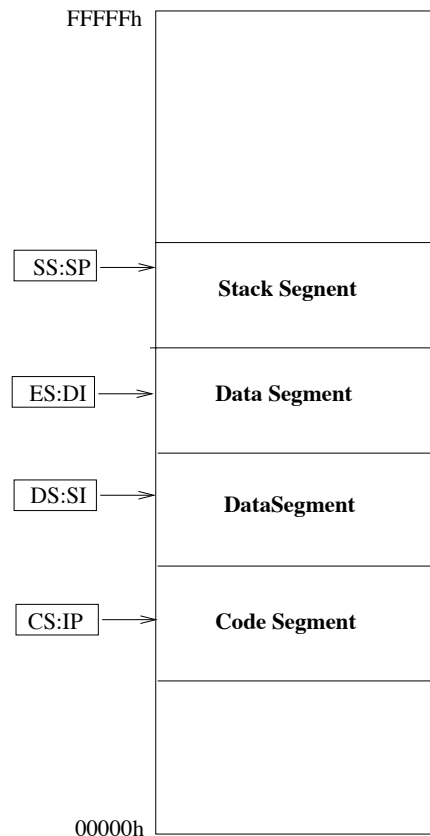 FFFFFh
SS:SP
Stack Segnent
ES:DI
Data Segment
DS:SI
DataSegment
CS:IP
Code Segment
00000h